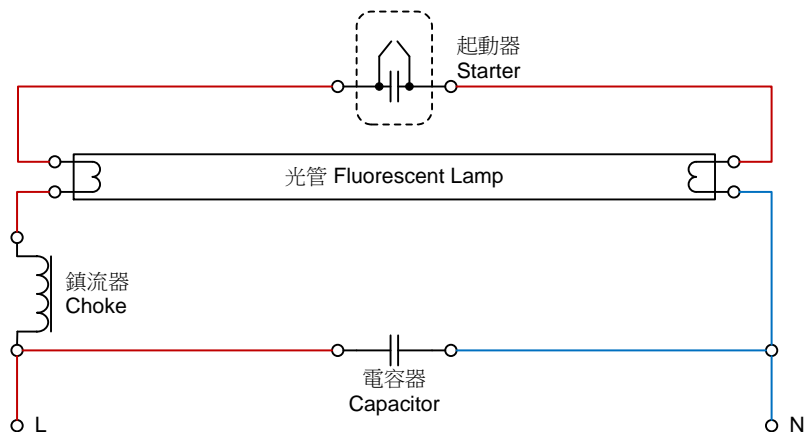 起動器
Starter
光管 Fluorescent Lamp
鎮流器
Choke
電容器
Capacitor
L
N